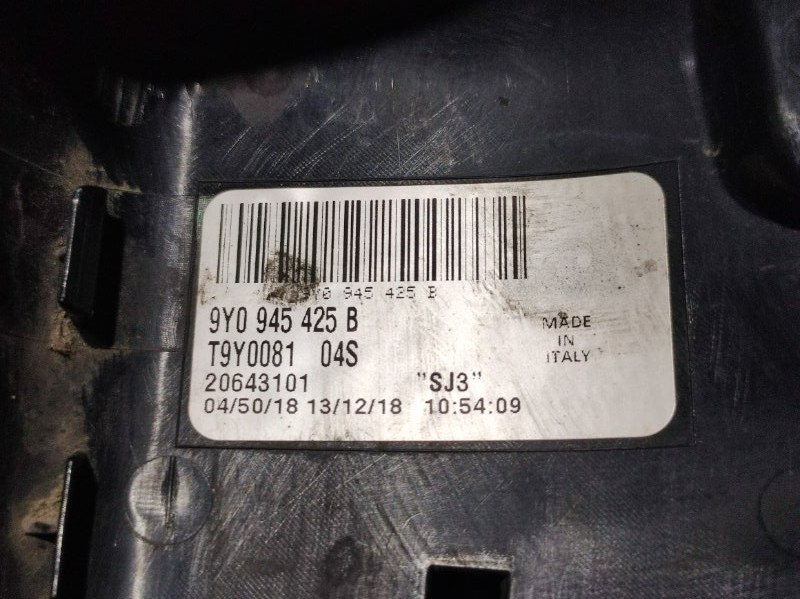 9Y0 945 425 B
9Y0 945 425 B
T9Y0081 04S
20643101 "SJ3"
04/50/18 13/12/18 10:54:09
MADE
IN
ITALY